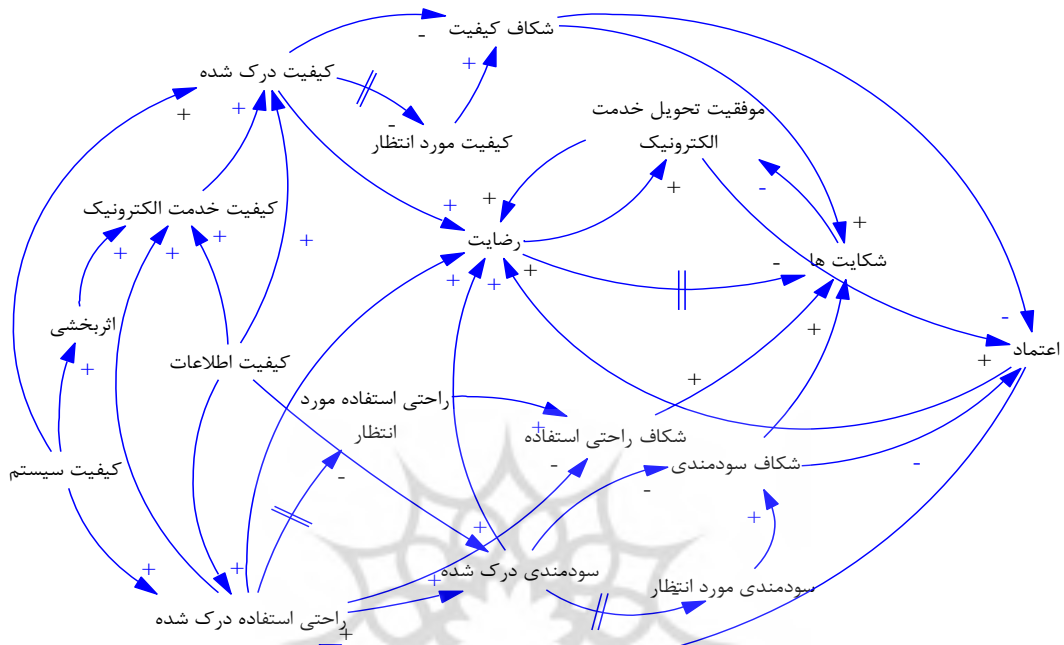 شکاف کیفیت
کیفیت درک شده
موفقیت تحویل خدمت
الکترونیک
کیفیت مورد انتظار
کیفیت خدمت الکترونیک
رضایت
شکایت ها
اثربخشی
اعتماد
کیفیت اطلاعات
راحتی استفاده مورد
انتظار
شکاف راحتی استفاده
شکاف سودمندی
کیفیت سیستم
سودمندی درک شده
سودمندی مورد انتظار
راحتی استفاده درک شده